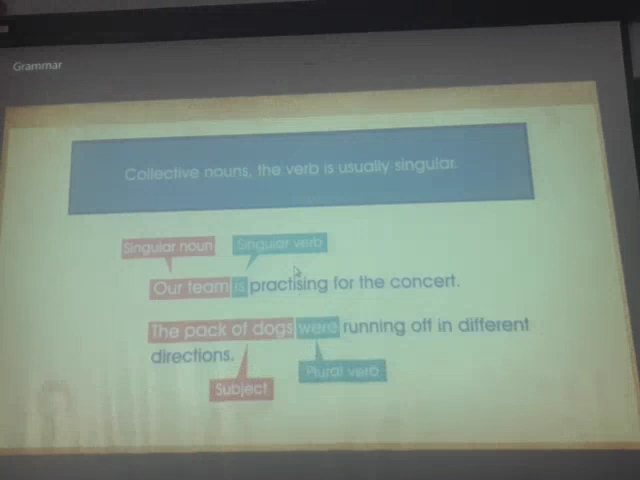 Grammar
Collective nouns, the verb is usually singular.
Singular noun
Singular verb
Our team is practising for the concert.
The pack of dogs were running off in different
directions.
Plural verb
Subject